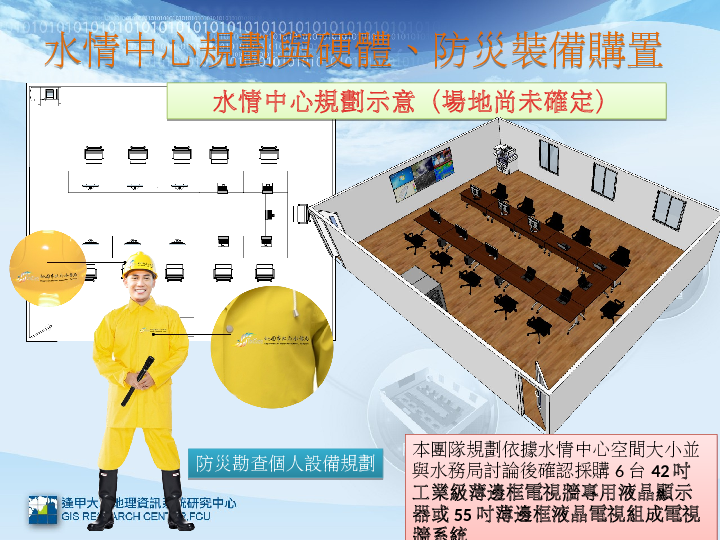 水情中心規劃與硬體、防災裝備購置
水情中心規劃示意（場地尚未確定）
防災勘查個人設備規劃
本團隊規劃依據水情中心空間大小並
與水務局討論後確認採購 6 台 42 吋
工業級薄邊框電視牆專用液晶顯示
器或 55 吋薄邊框液晶電視組成電視
牆系統
逢甲大學地理資訊系統研究中心
GIS RESEARCH CENTER,FCU